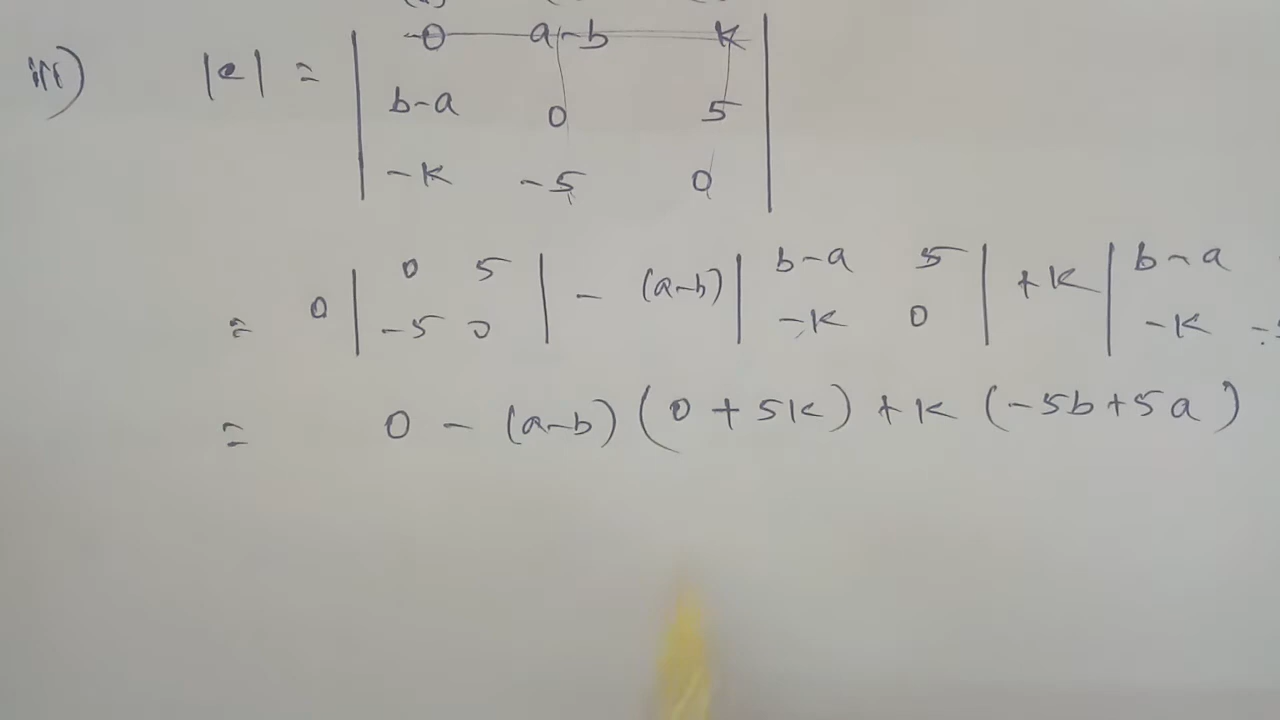 iii) |e| = | 0 a-b k |
| b-a 0 5 |
| -k -5 0 |
= 0 | 0 5 | - (a-b) | b-a 5 | +k | b-a
| -5 0 | | -k 0 | | -k
= 0 - (a-b) (0 + 5k) + k (-5b+5a)